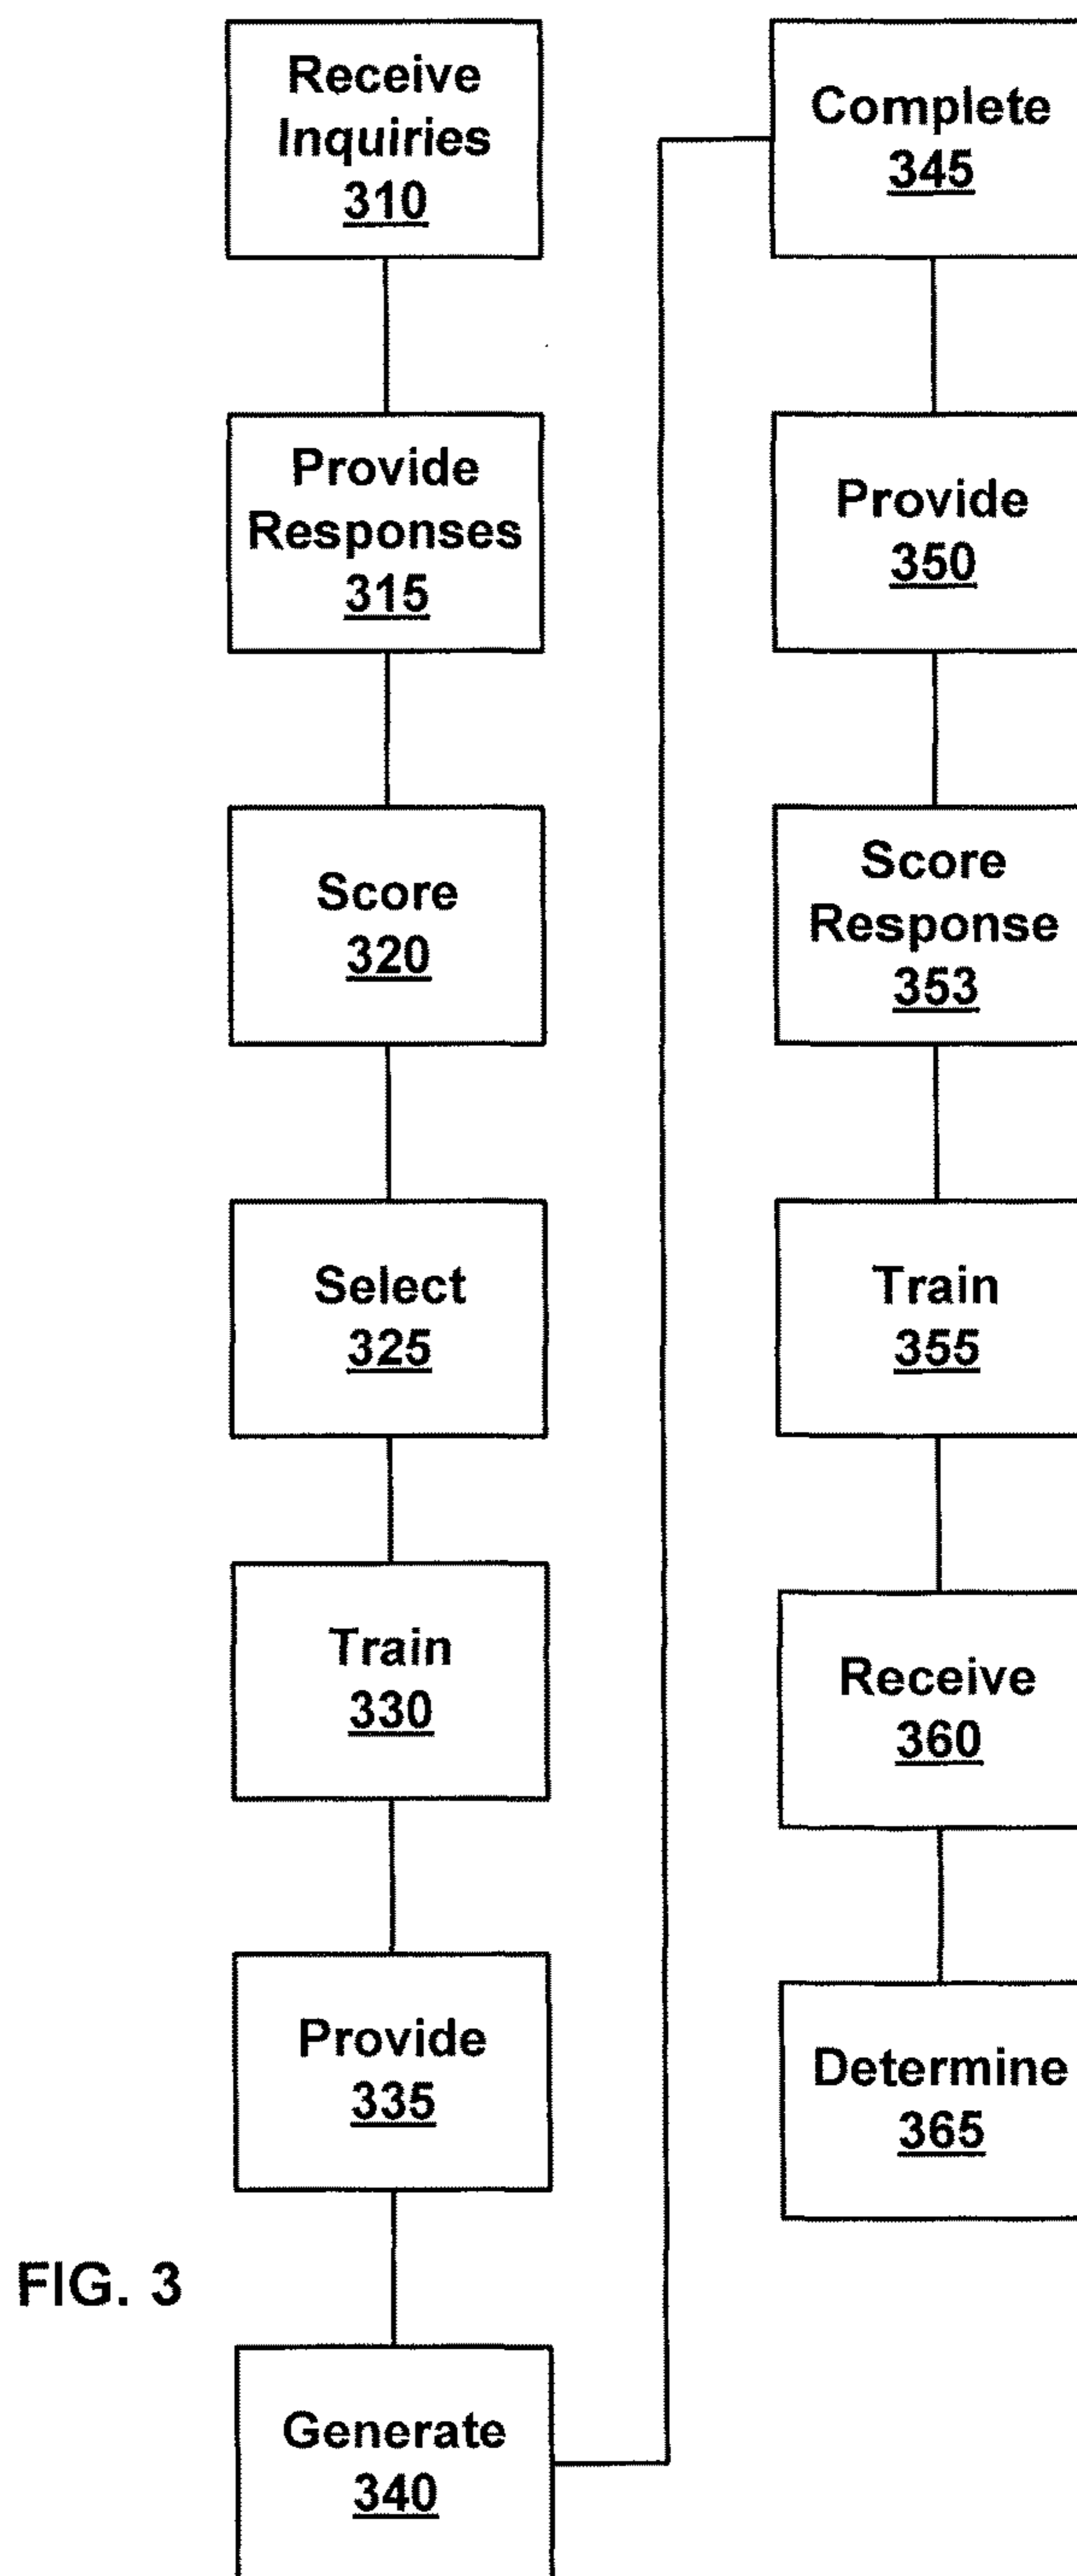 Receive
Inquiries
310
Provide
Responses
315
Score
320
Select
325
Train
330
Provide
335
Generate
340
Complete
345
Provide
350
Score
Response
353
Train
355
Receive
360
Determine
365
FIG. 3